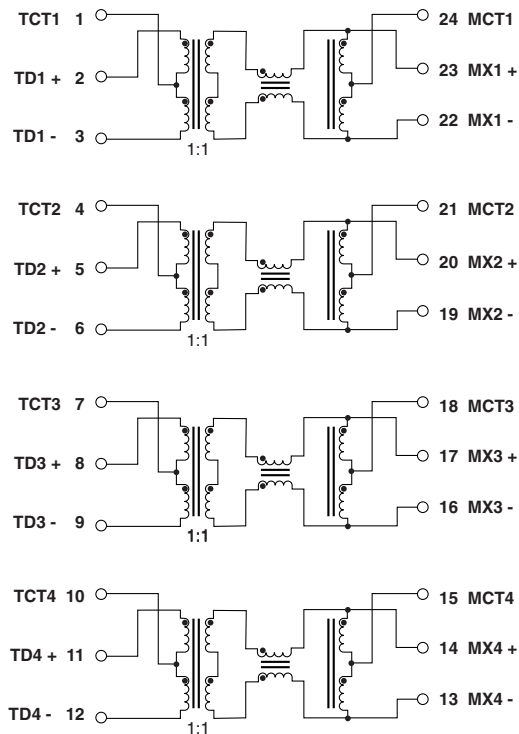 TCT1 1
24 MCT1
TD1 + 2
23 MX1 +
TD1 - 3
22 MX1 -
1:1
TCT2 4
21 MCT2
TD2 + 5
20 MX2 +
TD2 - 6
19 MX2 -
1:1
TCT3 7
18 MCT3
TD3 + 8
17 MX3 +
TD3 - 9
16 MX3 -
1:1
TCT4 10
15 MCT4
TD4 + 11
14 MX4 +
TD4 - 12
13 MX4 -
1:1